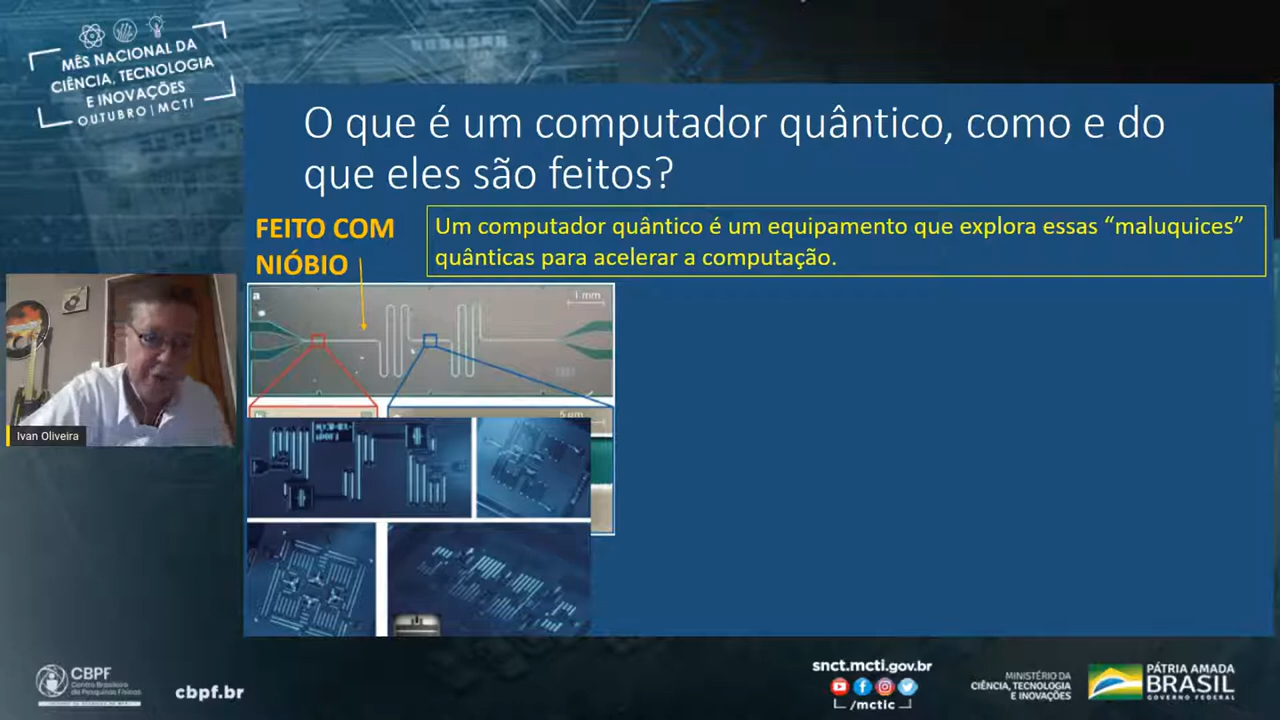 MÊS NACIONAL DA
CIÊNCIA, TECNOLOGIA
E INOVAÇÕES
OUTUBRO | MCTI
O que é um computador quântico, como e do
que eles são feitos?
FEITO COM
NIÓBIO
Um computador quântico é um equipamento que explora essas “maluquices”
quânticas para acelerar a computação.
a
1 mm
5 µm
Ivan Oliveira
CBPF
Centro Brasileiro
de Pesquisas Físicas
cbpf.br
snct.mcti.gov.br
/mctic
MINISTÉRIO DA
CIÊNCIA, TECNOLOGIA
E INOVAÇÕES
PÁTRIA AMADA
BRASIL
GOVERNO FEDERAL